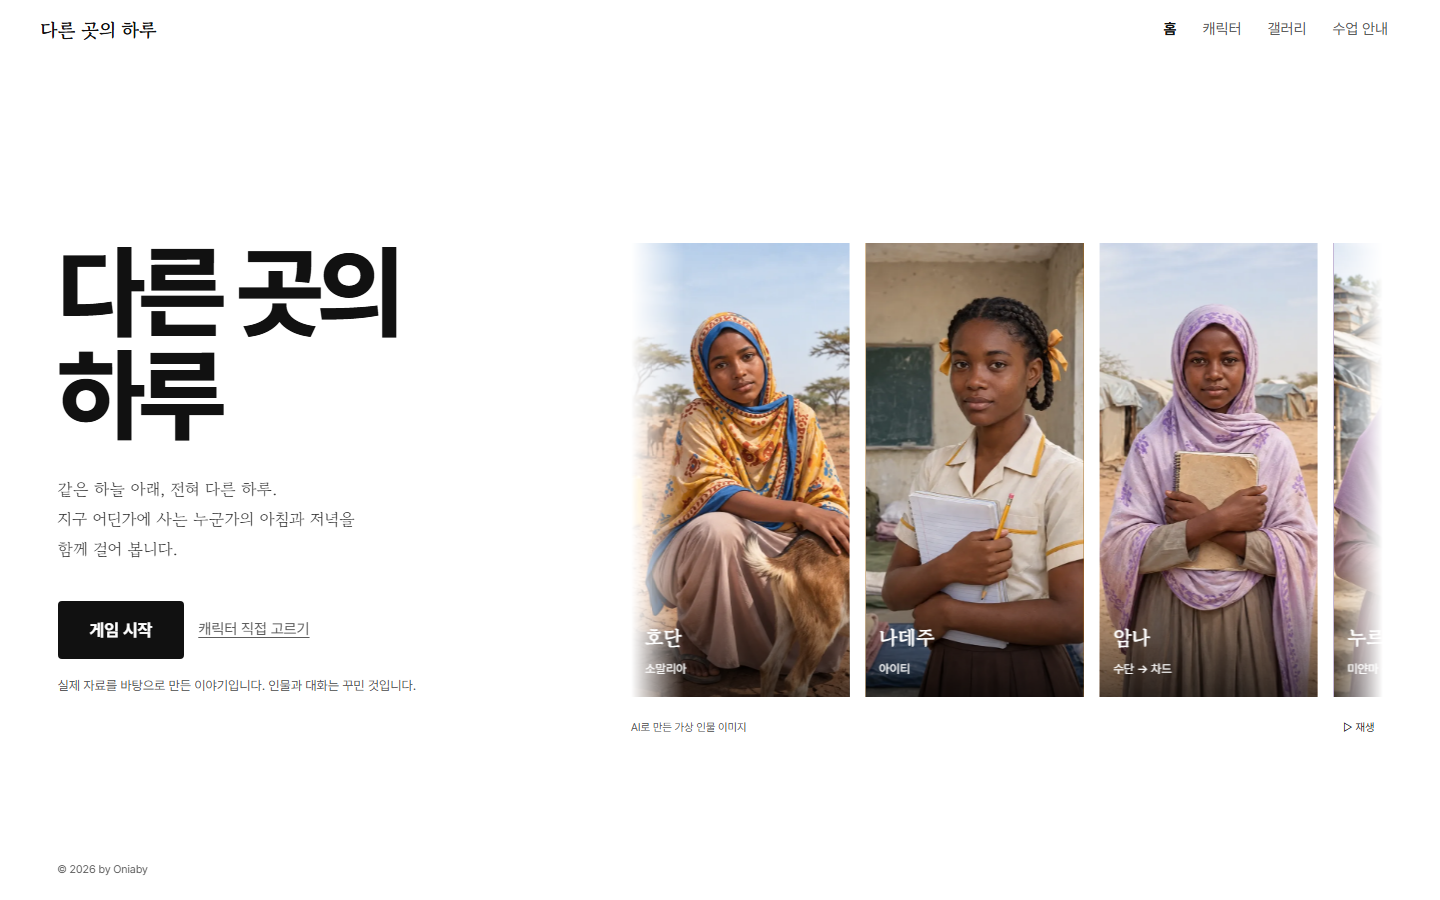 다른 곳의 하루
홈 캐릭터 갤러리 수업 안내
다른 곳의
하루
같은 하늘 아래, 전혀 다른 하루.
지구 어딘가에 사는 누군가의 아침과 저녁을
함께 걸어 봅니다.
게임 시작 캐릭터 직접 고르기
실제 자료를 바탕으로 만든 이야기입니다. 인물과 대화는 꾸민 것입니다.
호단
소말리아
나데주
아이티
암나
수단 → 차드
누르
미얀마
AI로 만든 가상 인물 이미지
▷ 재생
© 2026 by Oniaby